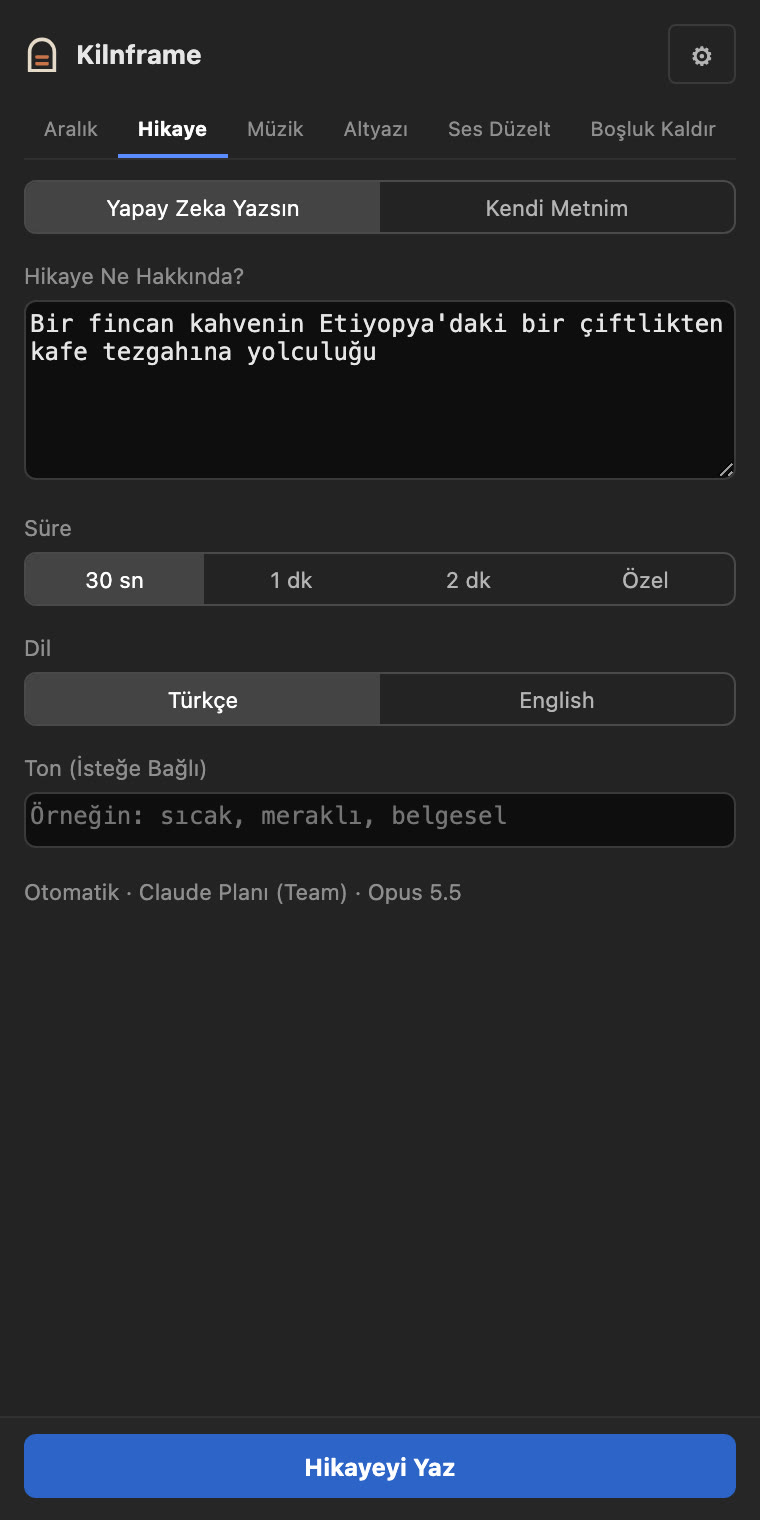 Kilnframe
Aralık Hikaye Müzik Altyazı Ses Düzelt Boşluk Kaldır
Yapay Zeka Yazsın Kendi Metnim
Hikaye Ne Hakkında?
Bir fincan kahvenin Etiyopya'daki bir çiftlikten
kafe tezgahına yolculuğu
Süre
30 sn 1 dk 2 dk Özel
Dil
Türkçe English
Ton (İsteğe Bağlı)
Örneğin: sıcak, meraklı, belgesel
Otomatik · Claude Planı (Team) · Opus 5.5
Hikayeyi Yaz